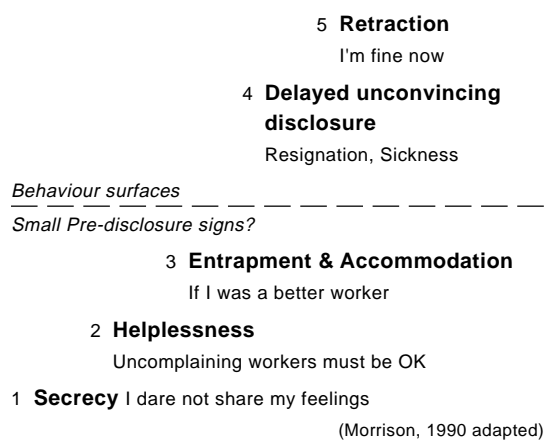 5 Retraction
I'm fine now
4 Delayed unconvincing
disclosure
Resignation, Sickness
Behaviour surfaces
Small Pre-disclosure signs?
3 Entrapment & Accommodation
If I was a better worker
2 Helplessness
Uncomplaining workers must be OK
1 Secrecy I dare not share my feelings
(Morrison, 1990 adapted)